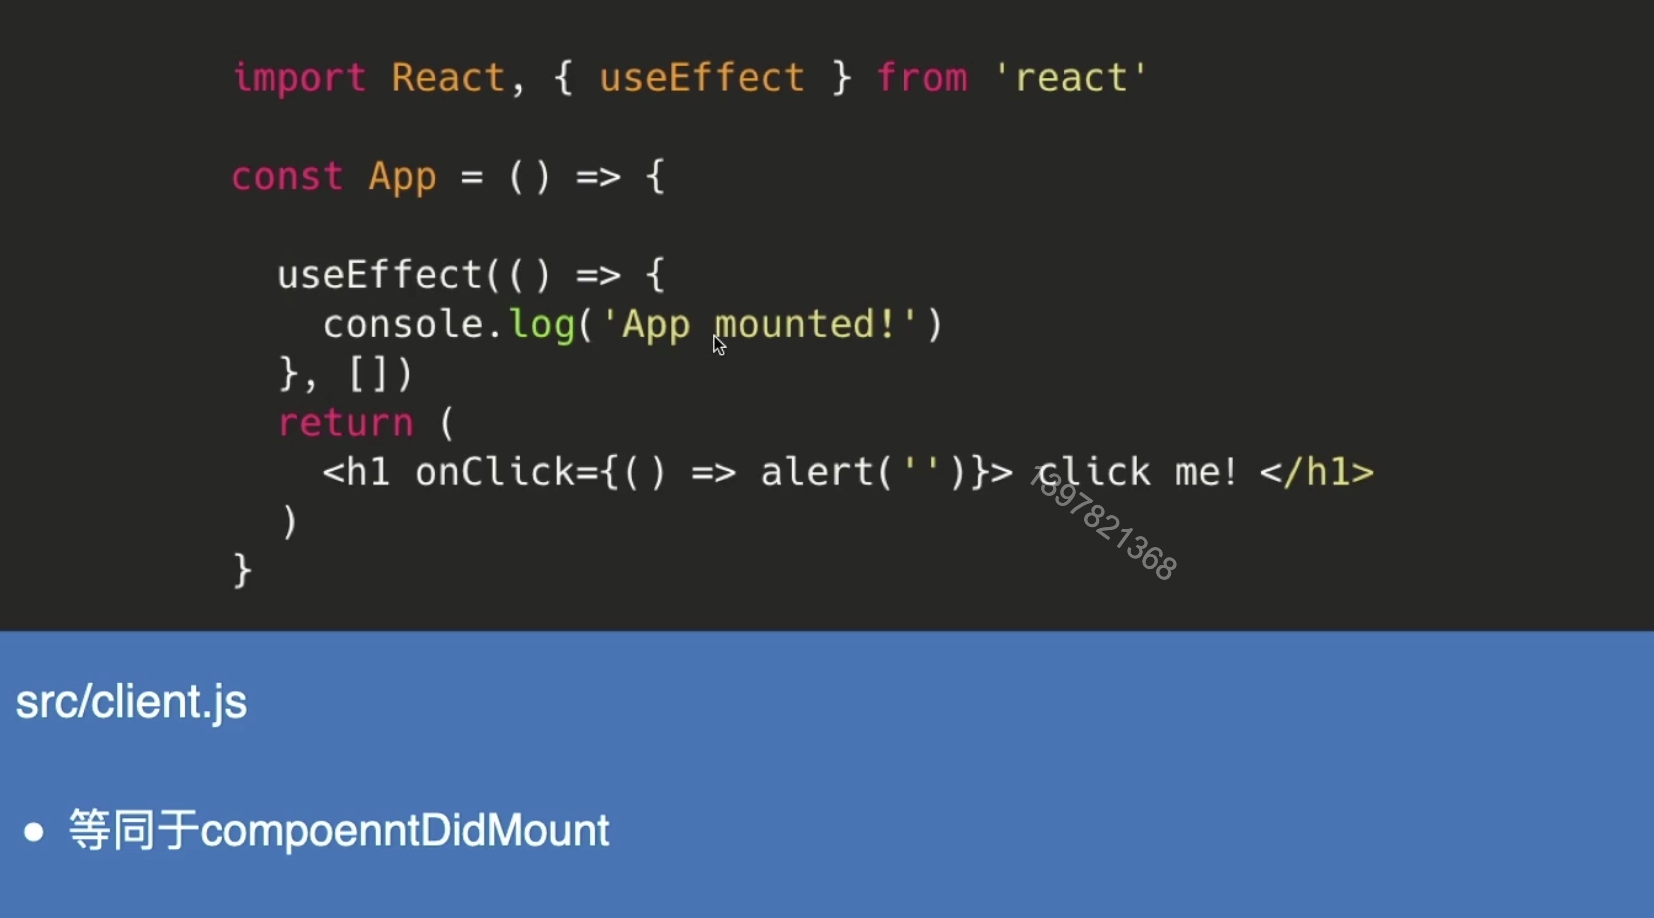 import React, { useEffect } from 'react'
const App = () => {
useEffect(() => {
console.log('App mounted!')
}, [])
return (
<h1 onClick={() => alert('')}> click me! </h1>
)
}
1397821368
src/client.js
• 等同于compoenntDidMount